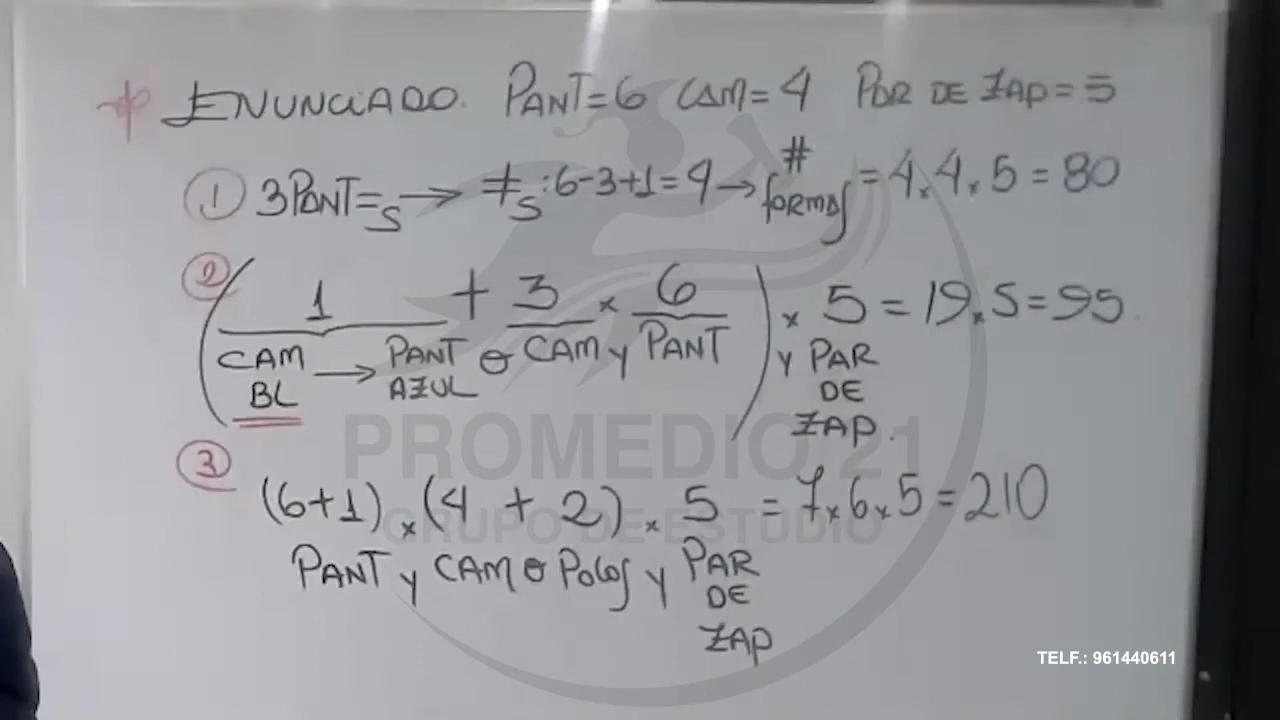 ENUNCIADO. PANT=6 CAM=4 PAR DE ZAP=5
① 3PANT=s → ≠s:6-3+1=4 → # formas = 4x4x5=80
② ( 1 + 3 x 6 ) x 5 = 19x5=95
CAM BL → PANT AZUL o CAM y PANT y PAR DE ZAP.
③
(6+1)x(4+2)x5 =7x6x5=210
PANT y CAM o POLOS y PAR DE ZAP
PROMEDIO 21
GRUPO DE ESTUDIO
TELF.: 961440611